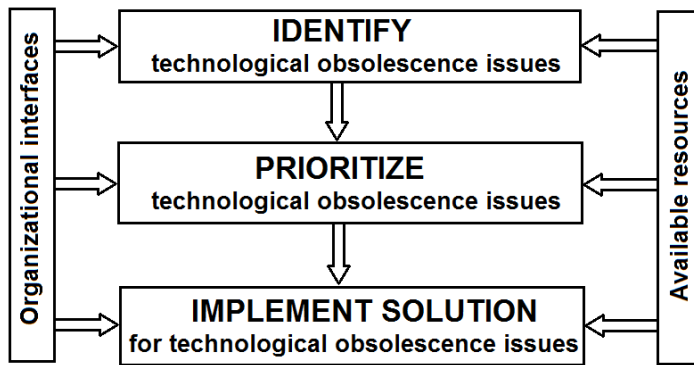 Organizational interfaces
IDENTIFY
technological obsolescence issues
PRIORITIZE
technological obsolescence issues
IMPLEMENT SOLUTION
for technological obsolescence issues
Available resources